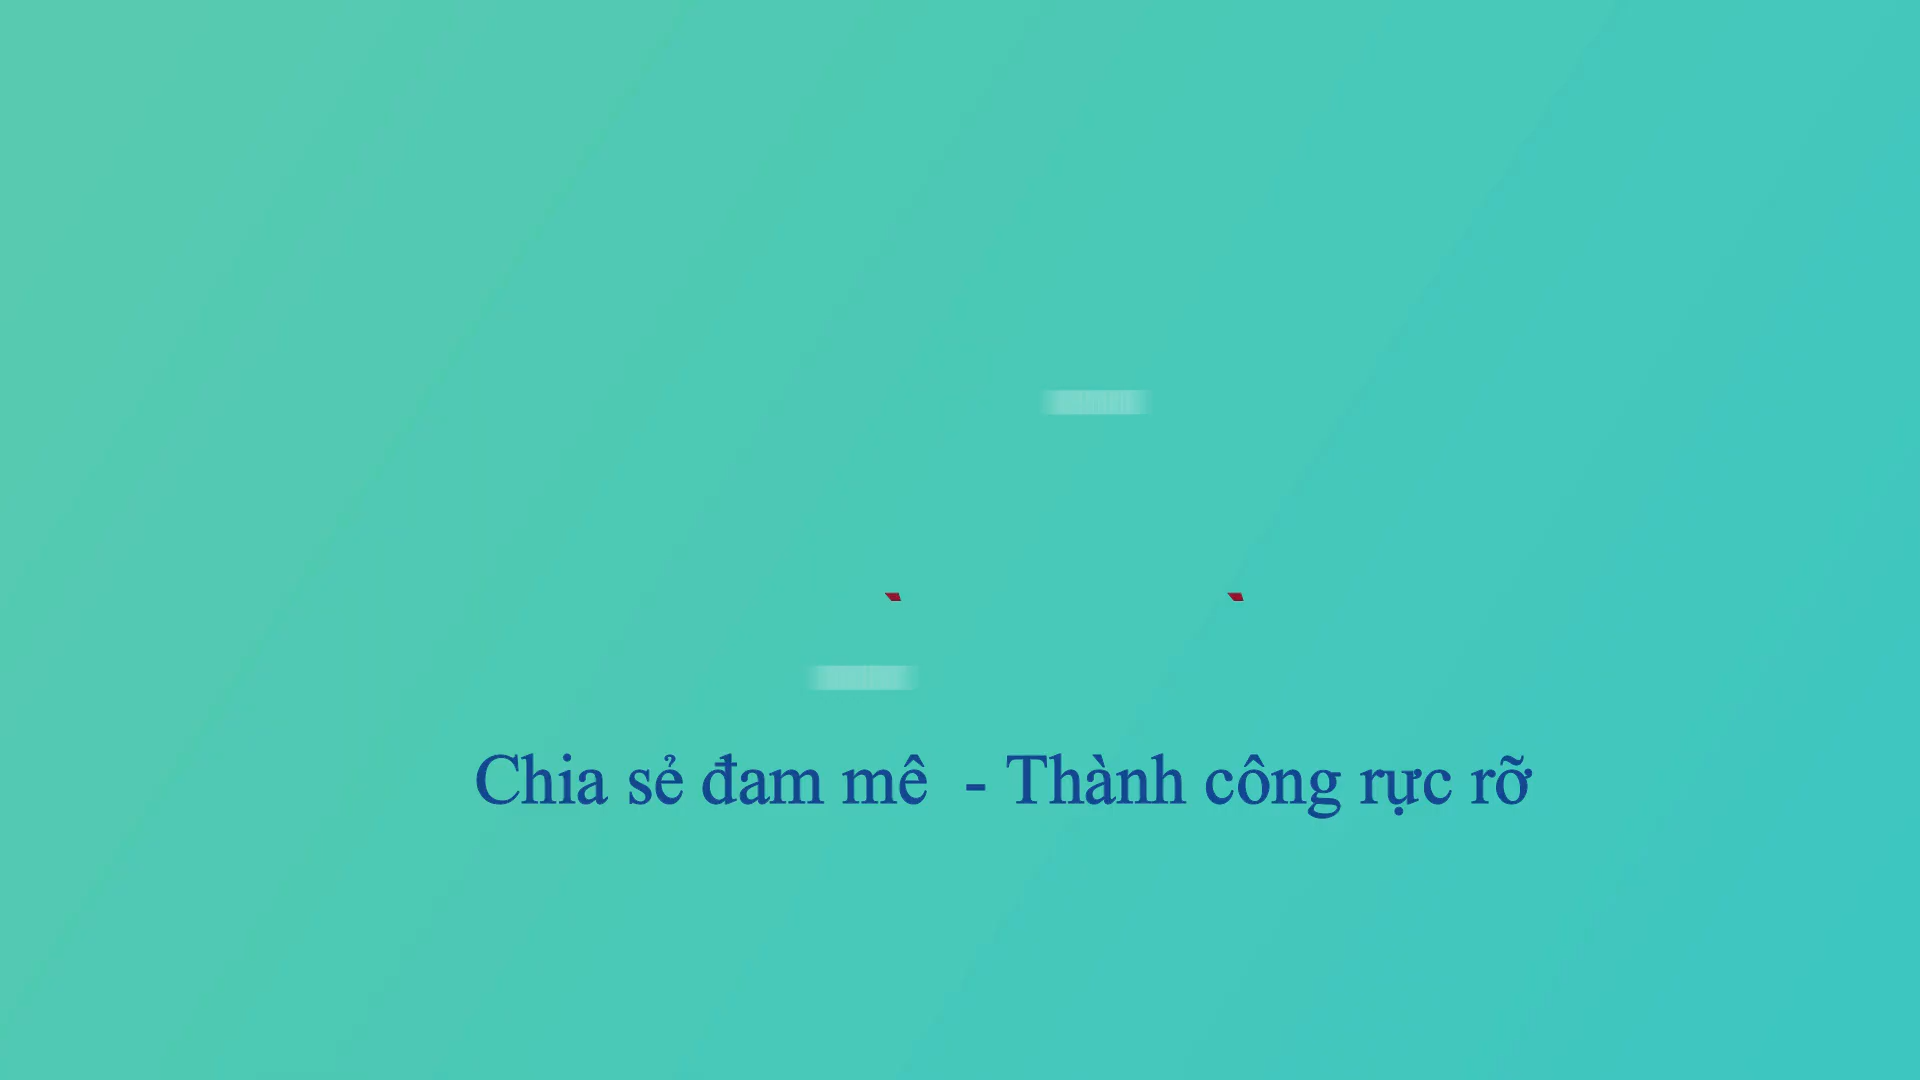 Chia sẻ đam mê  - Thành công rực rỡ